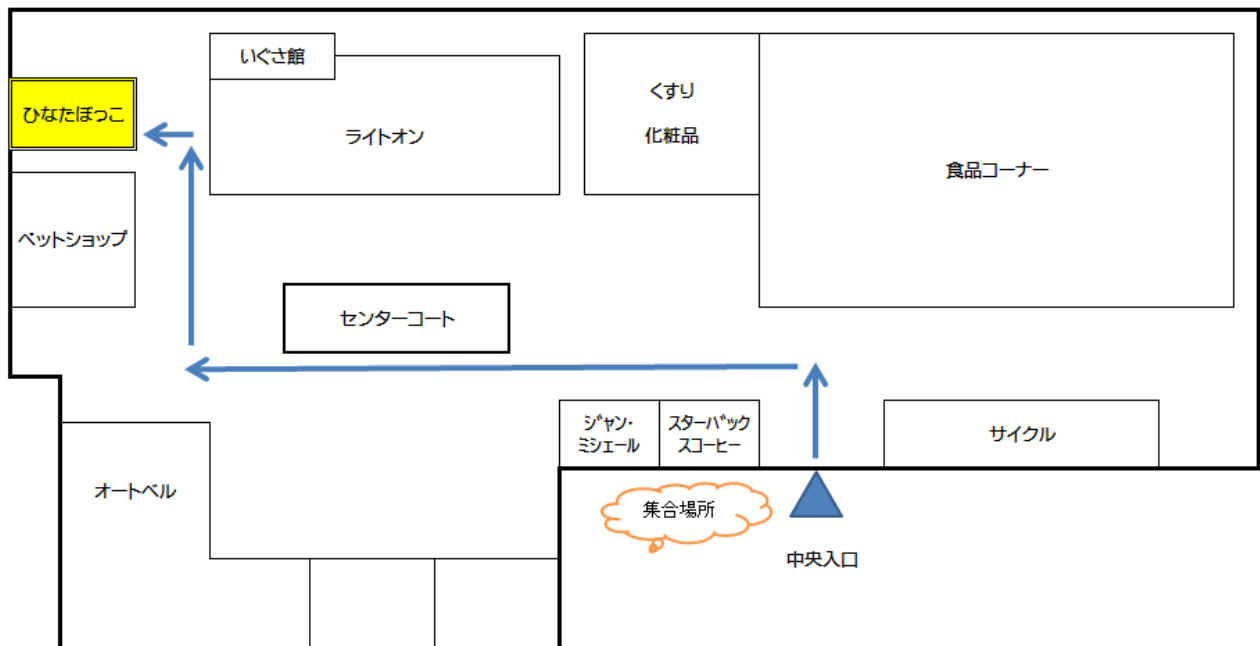 いぐさ館
ひなたぼっこ
ライトオン
くすり
化粧品
食品コーナー
ペットショップ
センターコート
ジャン・
ミシェール
スターバック
スコーヒー
サイクル
オートベル
集合場所
中央入口